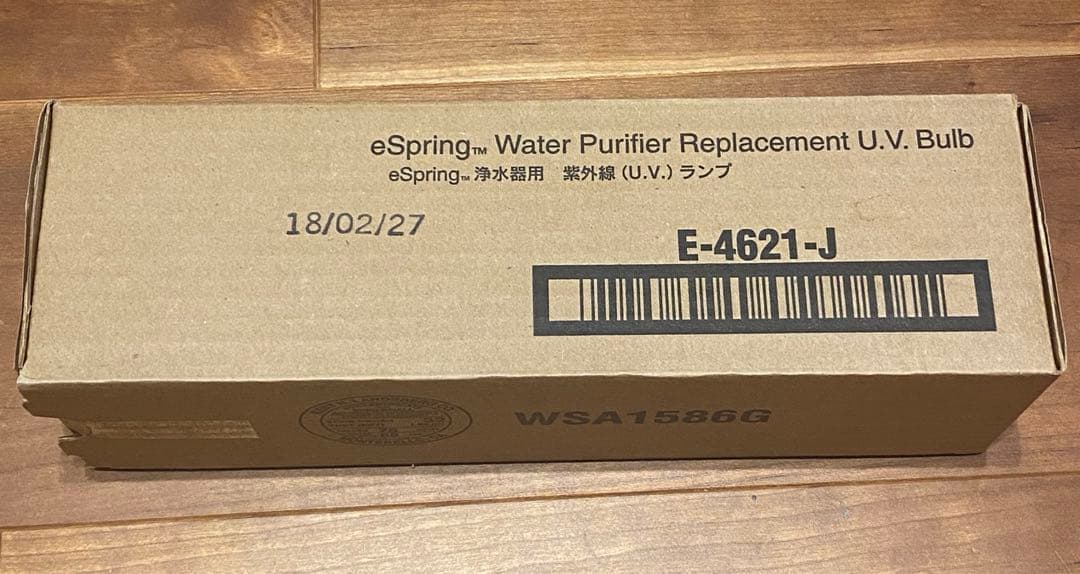 eSpring™ Water Purifier Replacement U.V. Bulb
eSpring™ 浄水器用 紫外線 (U.V.) ランプ
18/02/27
E-4621-J
WSA1586G